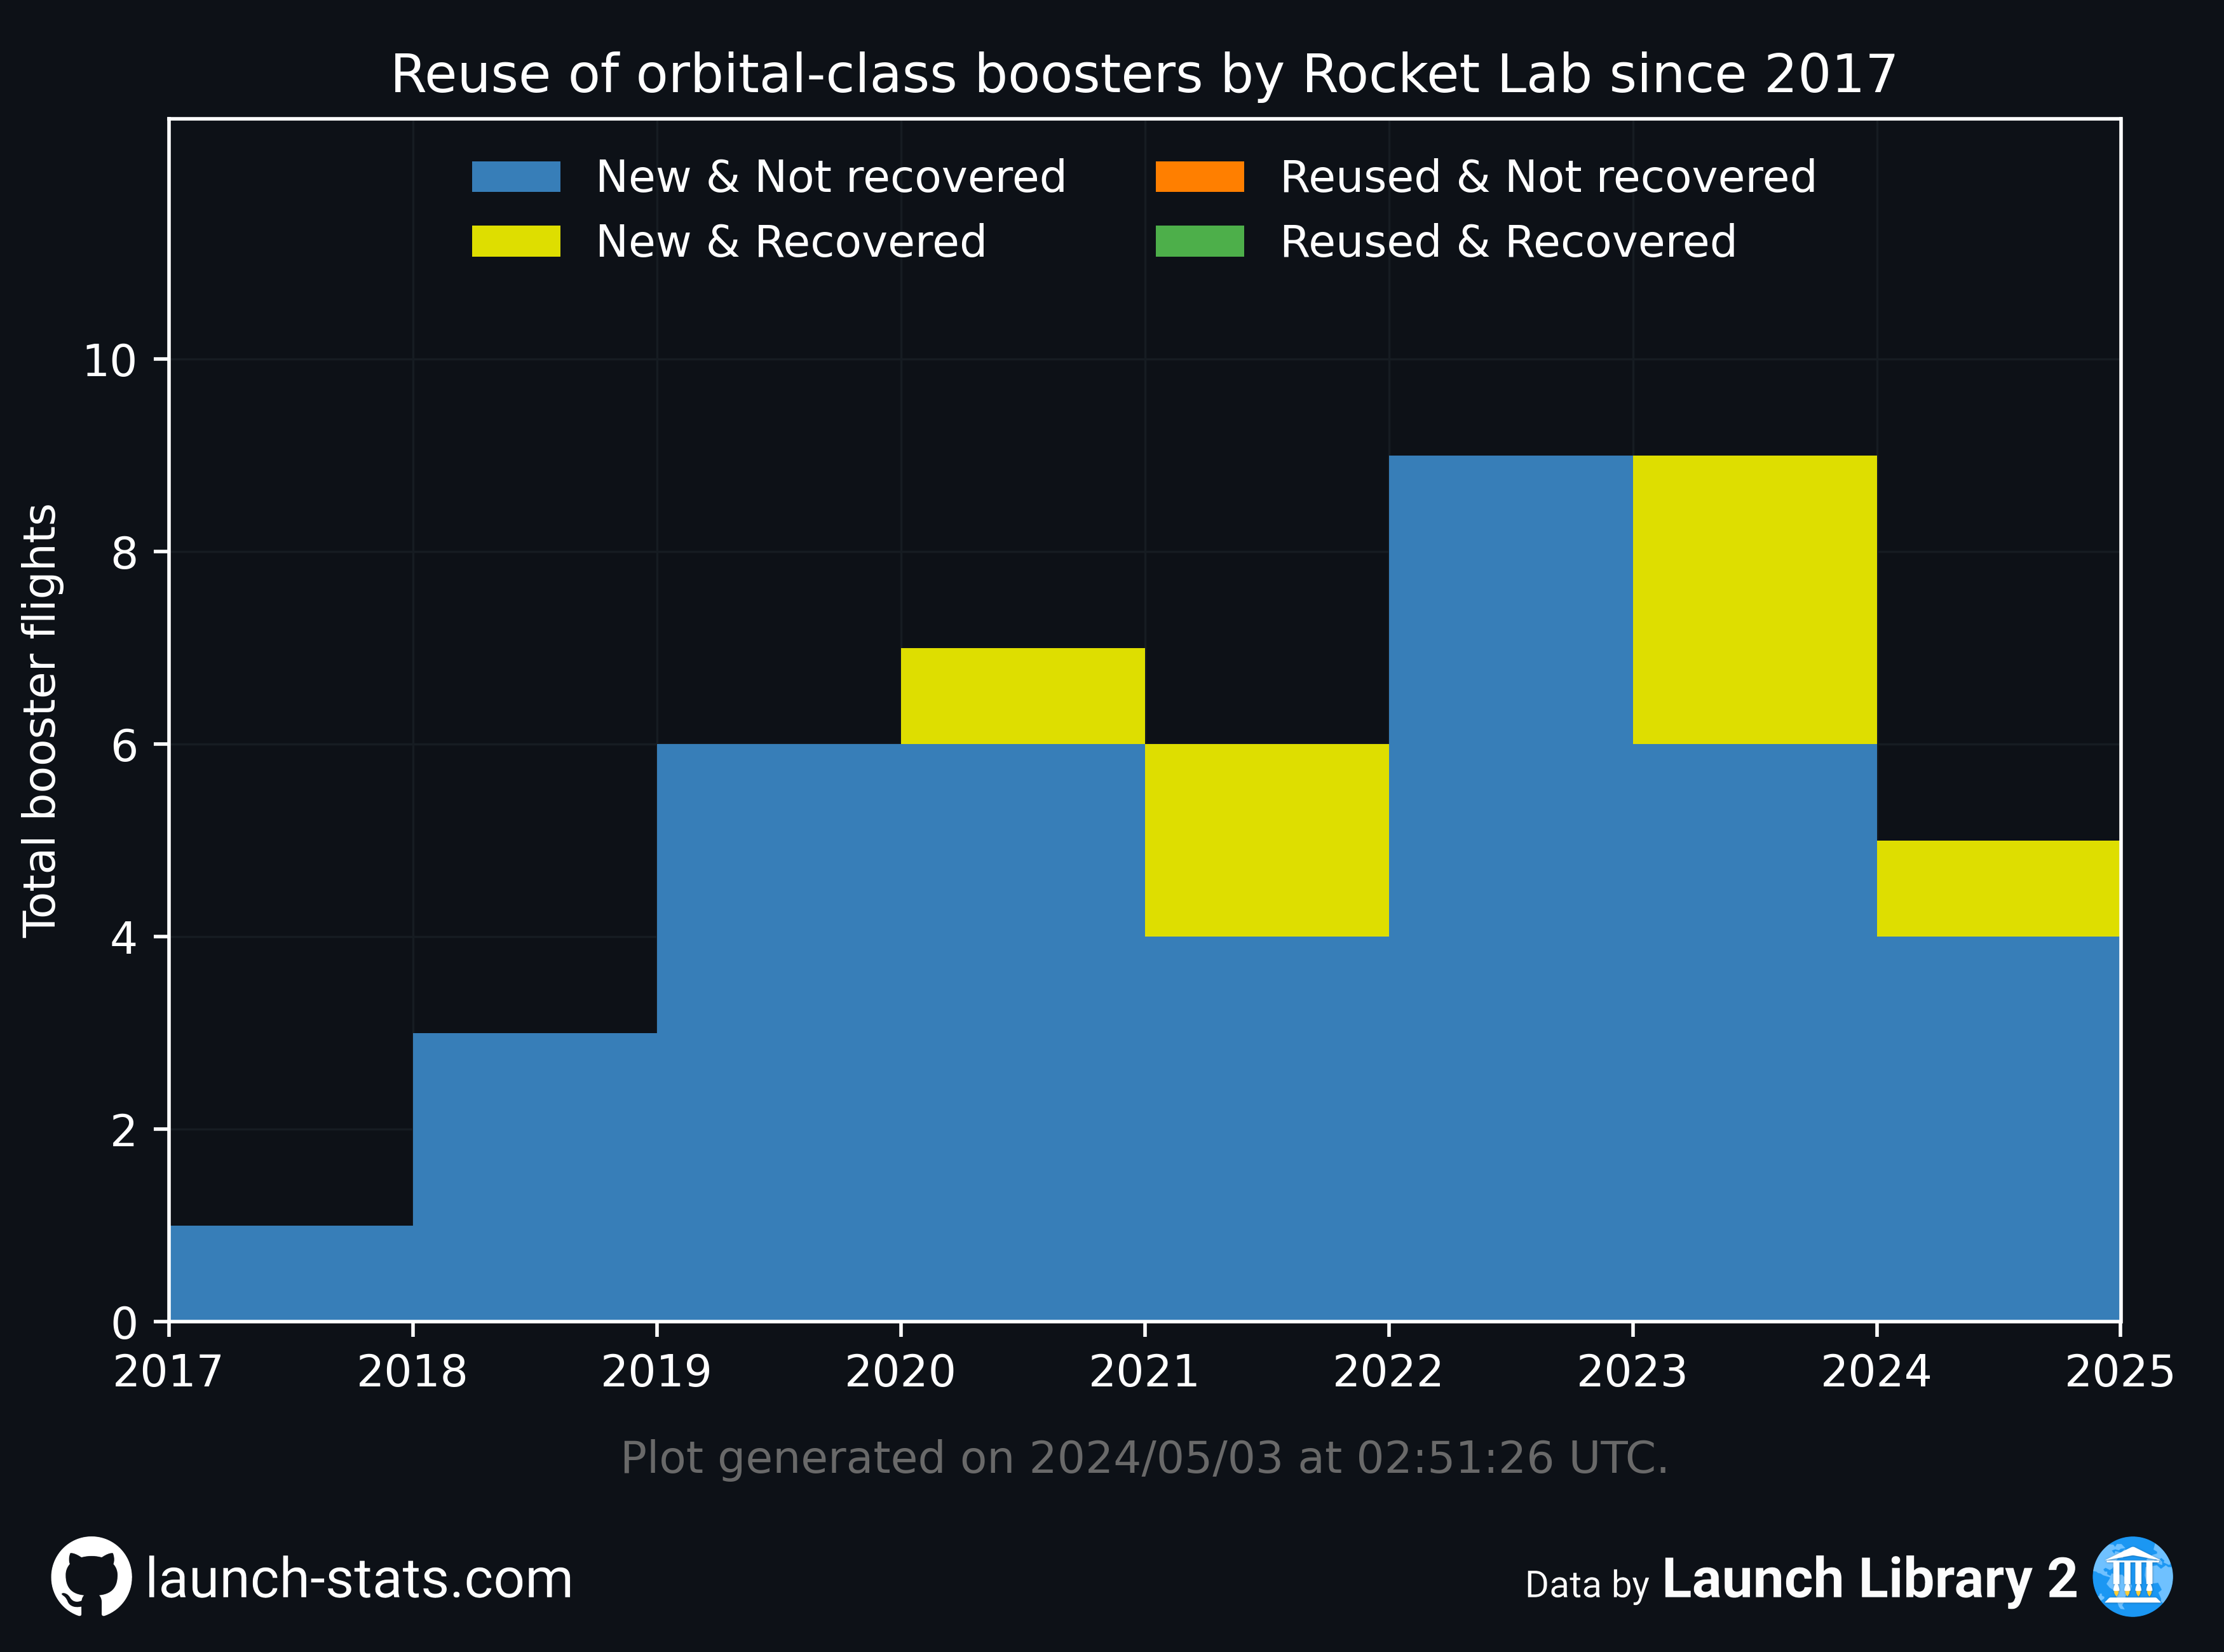 Reuse of orbital-class boosters by Rocket Lab since 2017
New & Not recovered
New & Recovered
Reused & Not recovered
Reused & Recovered
Total booster flights
10
8
6
4
2
0
2017 2018 2019 2020 2021 2022 2023 2024 2025
Plot generated on 2024/05/03 at 02:51:26 UTC.
launch-stats.com
Data by Launch Library 2